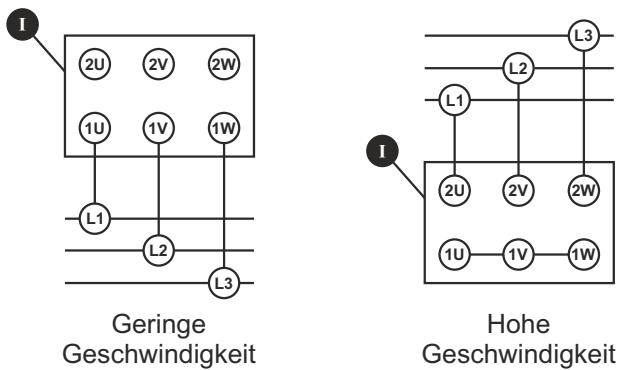 I
2U 2V 2W
1U 1V 1W
L1
L2
L3
Geringe
Geschwindigkeit
L3
L2
L1
I
2U 2V 2W
1U 1V 1W
Hohe
Geschwindigkeit